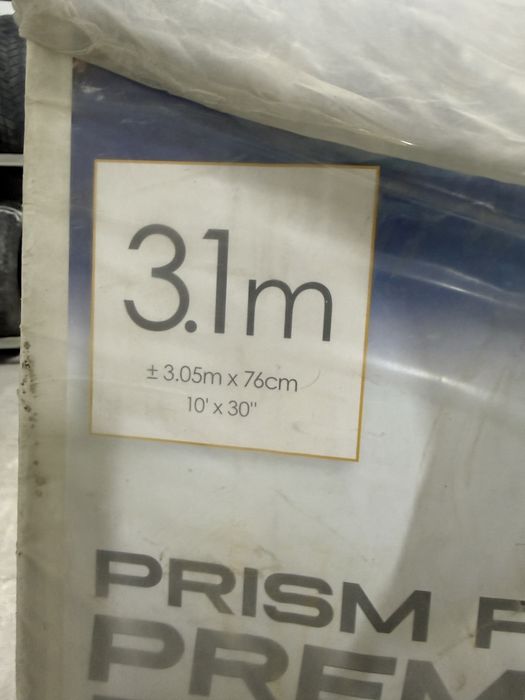 3.1m
± 3.05m x 76cm
10' x 30"
PRISM